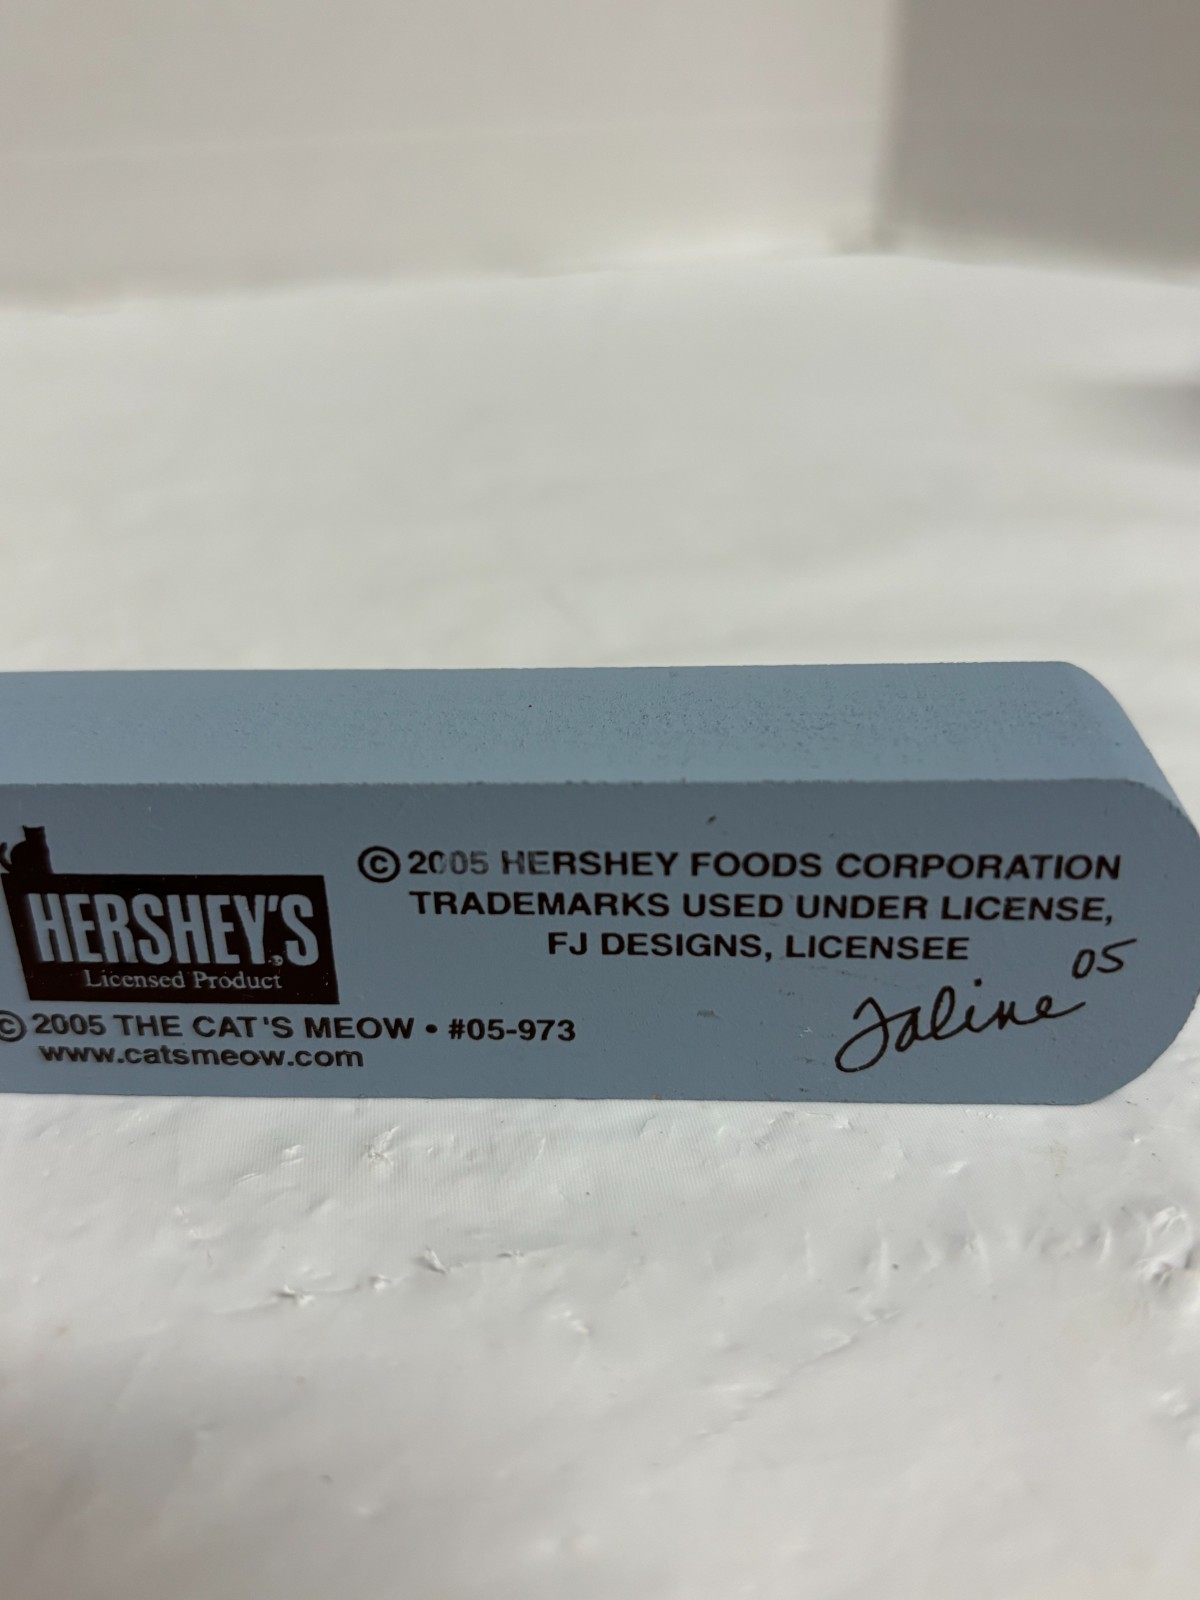 HERSHEY'S
Licensed Product
© 2005 HERSHEY FOODS CORPORATION
TRADEMARKS USED UNDER LICENSE,
FJ DESIGNS, LICENSEE
© 2005 THE CAT'S MEOW • #05-973
www.catsmeow.com
Jaline 05